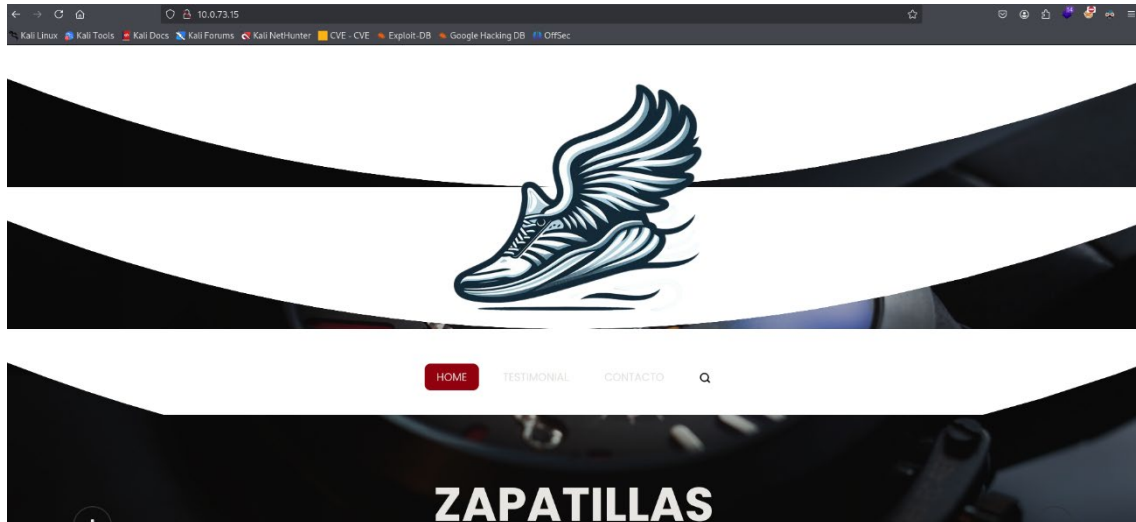 10.0.73.15
Kali Linux Kali Tools Kali Docs Kali Forums Kali NetHunter CVE - CVE Exploit-DB Google Hacking DB OffSec
HOME TESTIMONIAL CONTACTO
ZAPATILLAS